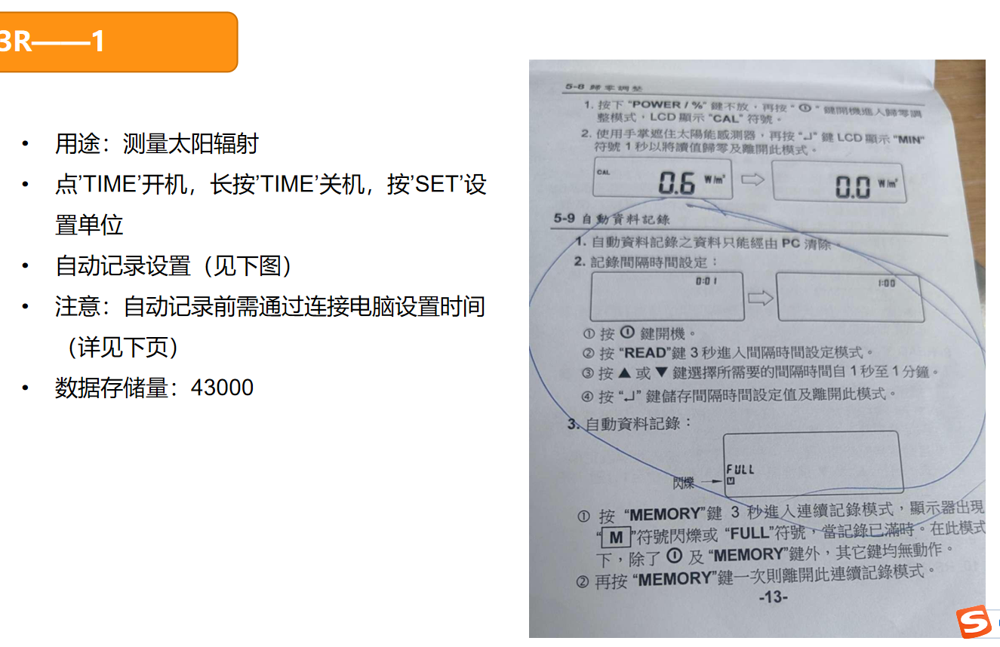 3R——1
• 用途：测量太阳辐射
• 点’TIME’开机，长按’TIME’关机，按’SET’设
置单位
• 自动记录设置（见下图）
• 注意：自动记录前需通过连接电脑设置时间
（详见下页）
• 数据存储量：43000
5-8 歸零調整
1. 按下 “POWER / %” 鍵不放，再按 “ ” 鍵開機進入歸零調
整模式，LCD 顯示 “CAL” 符號。
2. 使用手掌遮住太陽能感測器，再按 “↵” 鍵 LCD 顯示 "MIN"
符號 1 秒以將讀值歸零及離開此模式。
CAL 0.6 W/m² 0.0 W/m²
5-9 自動資料記錄
1. 自動資料記錄之資料只能經由 PC 清除。
2. 記錄間隔時間設定：
0:01 1:00
① 按 鍵開機。
② 按 “READ”鍵 3 秒進入間隔時間設定模式。
③ 按 ▲ 或 ▼ 鍵選擇所需要的間隔時間自 1 秒至 1 分鐘。
④ 按 “↵” 鍵儲存間隔時間設定值及離開此模式。
3. 自動資料記錄：
FULL
閃爍 M
① 按 “MEMORY”鍵 3 秒進入連續記錄模式，顯示器出現
“ M ”符號閃爍或 “FULL”符號，當記錄已滿時。在此模式
下，除了 及 “MEMORY”鍵外，其它鍵均無動作。
② 再按 “MEMORY”鍵一次則離開此連續記錄模式。
-13-
S